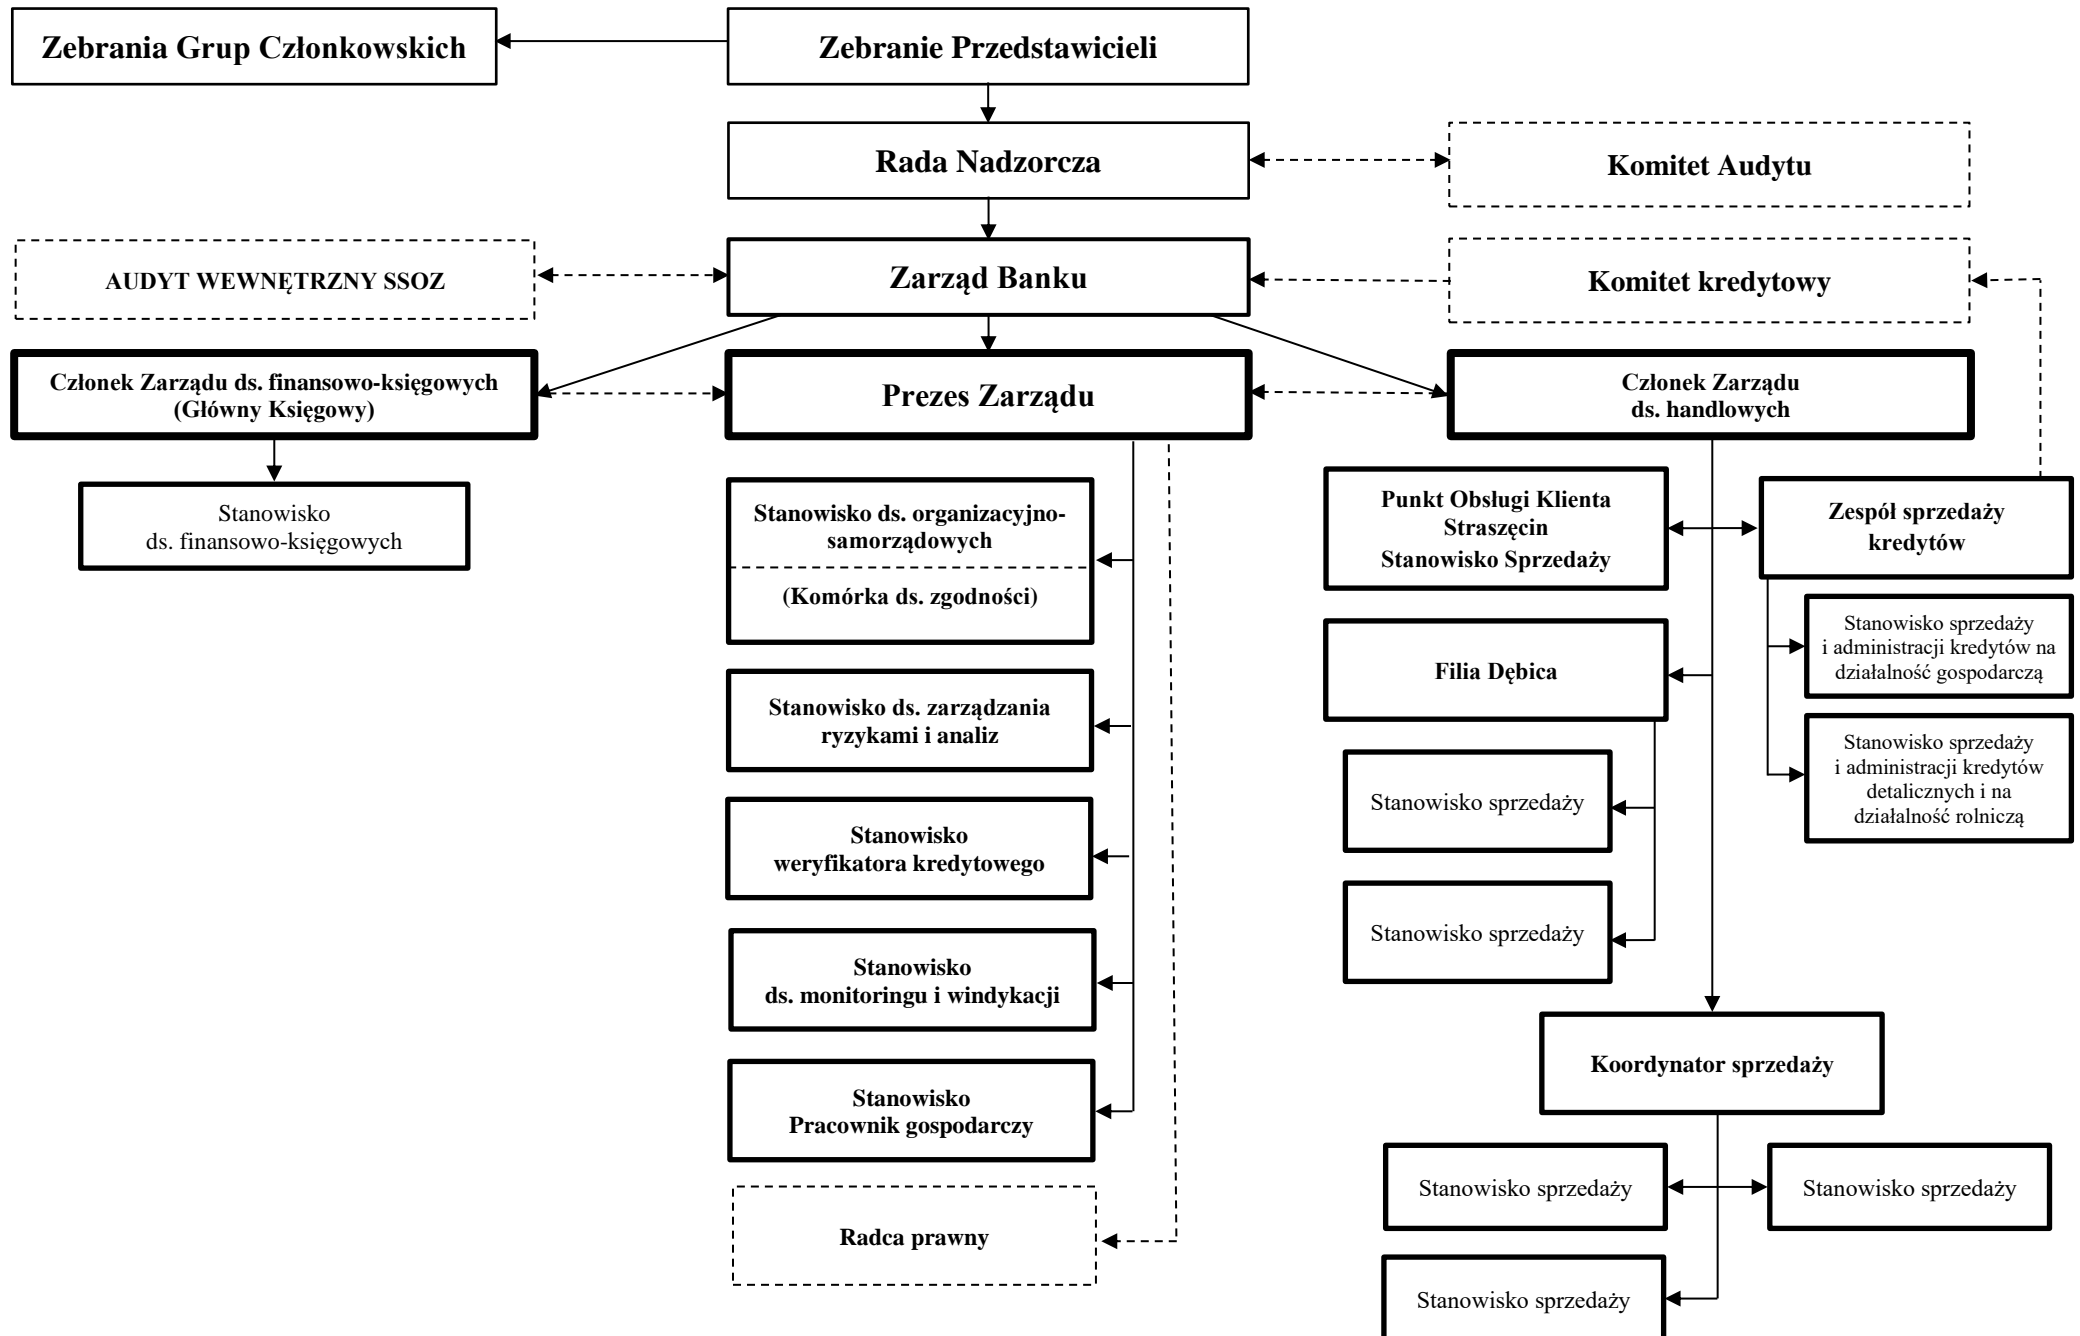 Zebrania Grup Członkowskich
Zebranie Przedstawicieli
Rada Nadzorcza
Komitet Audytu
AUDYT WEWNĘTRZNY SSOZ
Zarząd Banku
Komitet kredytowy
Członek Zarządu ds. finansowo-księgowych
(Główny Księgowy)
Prezes Zarządu
Członek Zarządu
ds. handlowych
Stanowisko
ds. finansowo-księgowych
Stanowisko ds. organizacyjno-
samorządowych
(Komórka ds. zgodności)
Stanowisko ds. zarządzania
ryzykami i analiz
Stanowisko
weryfikatora kredytowego
Stanowisko
ds. monitoringu i windykacji
Stanowisko
Pracownik gospodarczy
Radca prawny
Punkt Obsługi Klienta
Straszęcin
Stanowisko Sprzedaży
Zespół sprzedaży
kredytów
Stanowisko sprzedaży
i administracji kredytów na
działalność gospodarczą
Stanowisko sprzedaży
i administracji kredytów
detalicznych i na
działalność rolniczą
Filia Dębica
Stanowisko sprzedaży
Stanowisko sprzedaży
Koordynator sprzedaży
Stanowisko sprzedaży
Stanowisko sprzedaży
Stanowisko sprzedaży